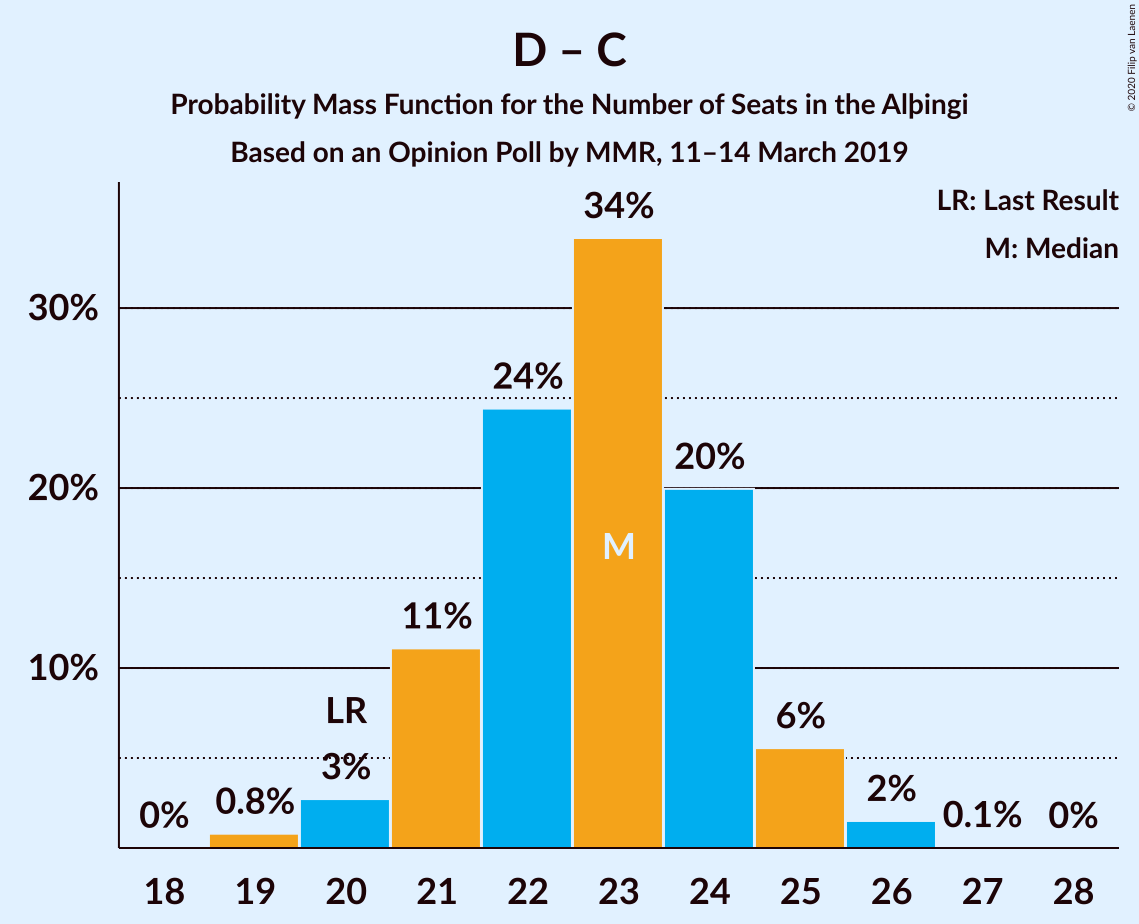 D – C
Probability Mass Function for the Number of Seats in the Alþingi
Based on an Opinion Poll by MMR, 11–14 March 2019
© 2020 Filip van Laenen
LR: Last Result
M: Median
34%
30%
24%
20%
20%
M
11%
10%
LR
6%
3%
2%
0%
0.8%
0.1%
0%
18 19 20 21 22 23 24 25 26 27 28